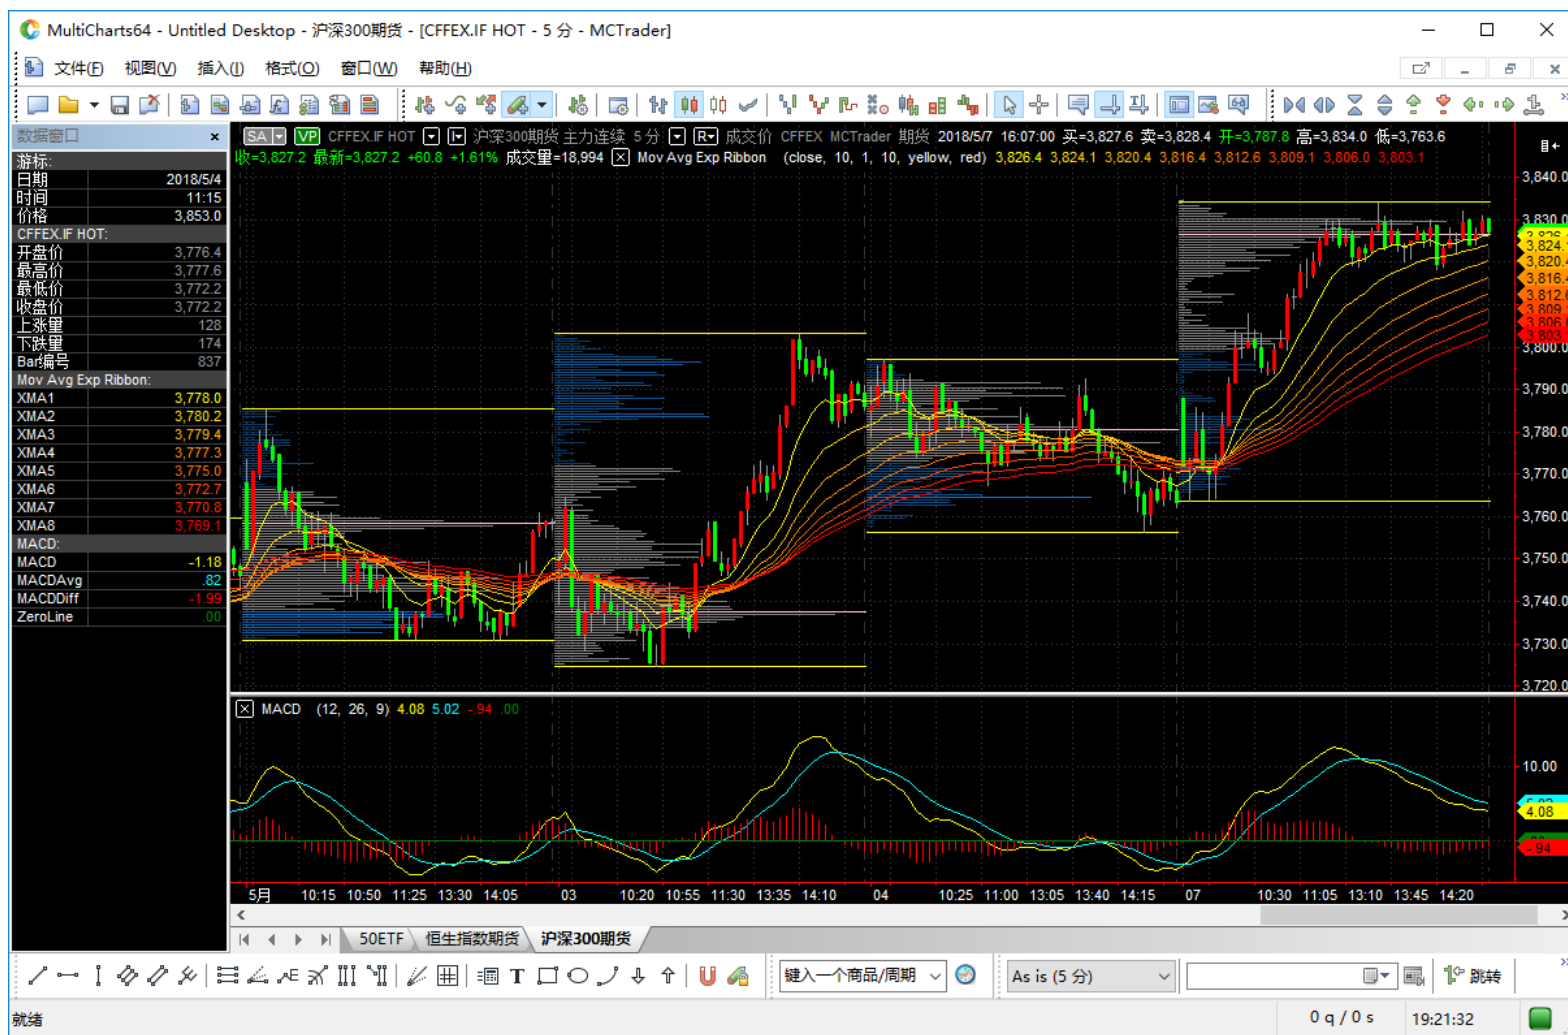 MultiCharts64 - Untitled Desktop - 沪深300期货 - [CFFEX.IF HOT - 5 分 - MCTrader]
文件(F) 视图(V) 插入(I) 格式(O) 窗口(W) 帮助(H)
数据窗口
游标:
日期 2018/5/4
时间 11:15
价格 3,853.0
CFFEX.IF HOT:
开盘价 3,776.4
最高价 3,777.6
最低价 3,772.2
收盘价 3,772.2
上涨量 128
下跌量 174
Bar编号 837
Mov Avg Exp Ribbon:
XMA1 3,778.0
XMA2 3,780.2
XMA3 3,779.4
XMA4 3,777.3
XMA5 3,775.0
XMA6 3,772.7
XMA7 3,770.8
XMA8 3,769.1
MACD:
MACD -1.18
MACDAvg .82
MACDDiff -1.99
ZeroLine .00
SA VP CFFEX.IF HOT 沪深300期货 主力连续 5 分 R 成交价 CFFEX MCTrader 期货 2018/5/7 16:07:00 买=3,827.6 卖=3,828.4 开=3,787.8 高=3,834.0 低=3,763.6
收=3,827.2 最新=3,827.2 +60.8 +1.61% 成交量=18,994 Mov Avg Exp Ribbon (close, 10, 1, 10, yellow, red) 3,826.4 3,824.1 3,820.4 3,816.4 3,812.6 3,809.1 3,806.0 3,803.1
3,840.0
3,830.0
3,824.
3,820.4
3,816.4
3,812.6
3,809.
3,806.0
3,803.
3,800.0
3,790.0
3,780.0
3,770.0
3,760.0
3,750.0
3,740.0
3,730.0
3,720.0
MACD (12, 26, 9) 4.08 5.02 -.94 .00
10.00
4.08
-.94
5月 10:15 10:50 11:25 13:30 14:05 03 10:20 10:55 11:30 13:35 14:10 04 10:25 11:00 13:05 13:40 14:15 07 10:30 11:05 13:10 13:45 14:20
50ETF 恒生指数期货 沪深300期货
T 键入一个商品/周期 As is (5 分) 跳转
就绪 0 q / 0 s 19:21:32